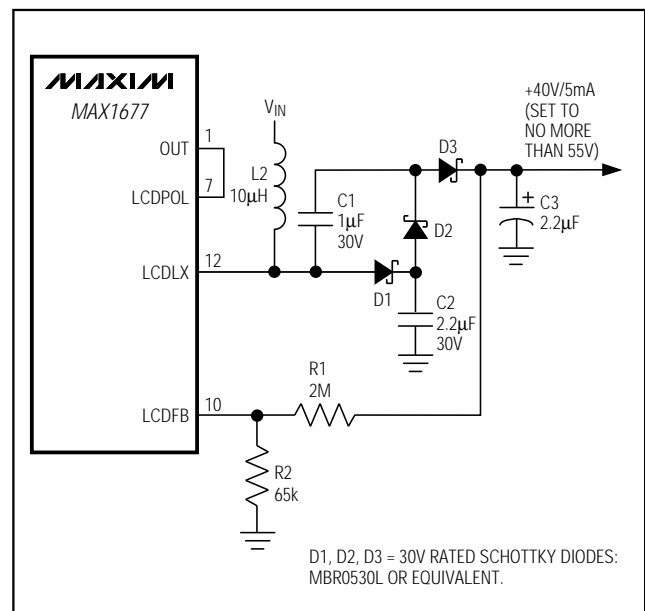 MAXIM
MAX1677
OUT
1
LCDPOL
7
LCDLX
12
LCDFB
10
VIN
L2
10μH
C1
1μF
30V
D3
D2
D1
C2
2.2μF
30V
+40V/5mA
(SET TO
NO MORE
THAN 55V)
+
C3
2.2μF
R1
2M
R2
65k
D1, D2, D3 = 30V RATED SCHOTTKY DIODES:
MBR0530L OR EQUIVALENT.